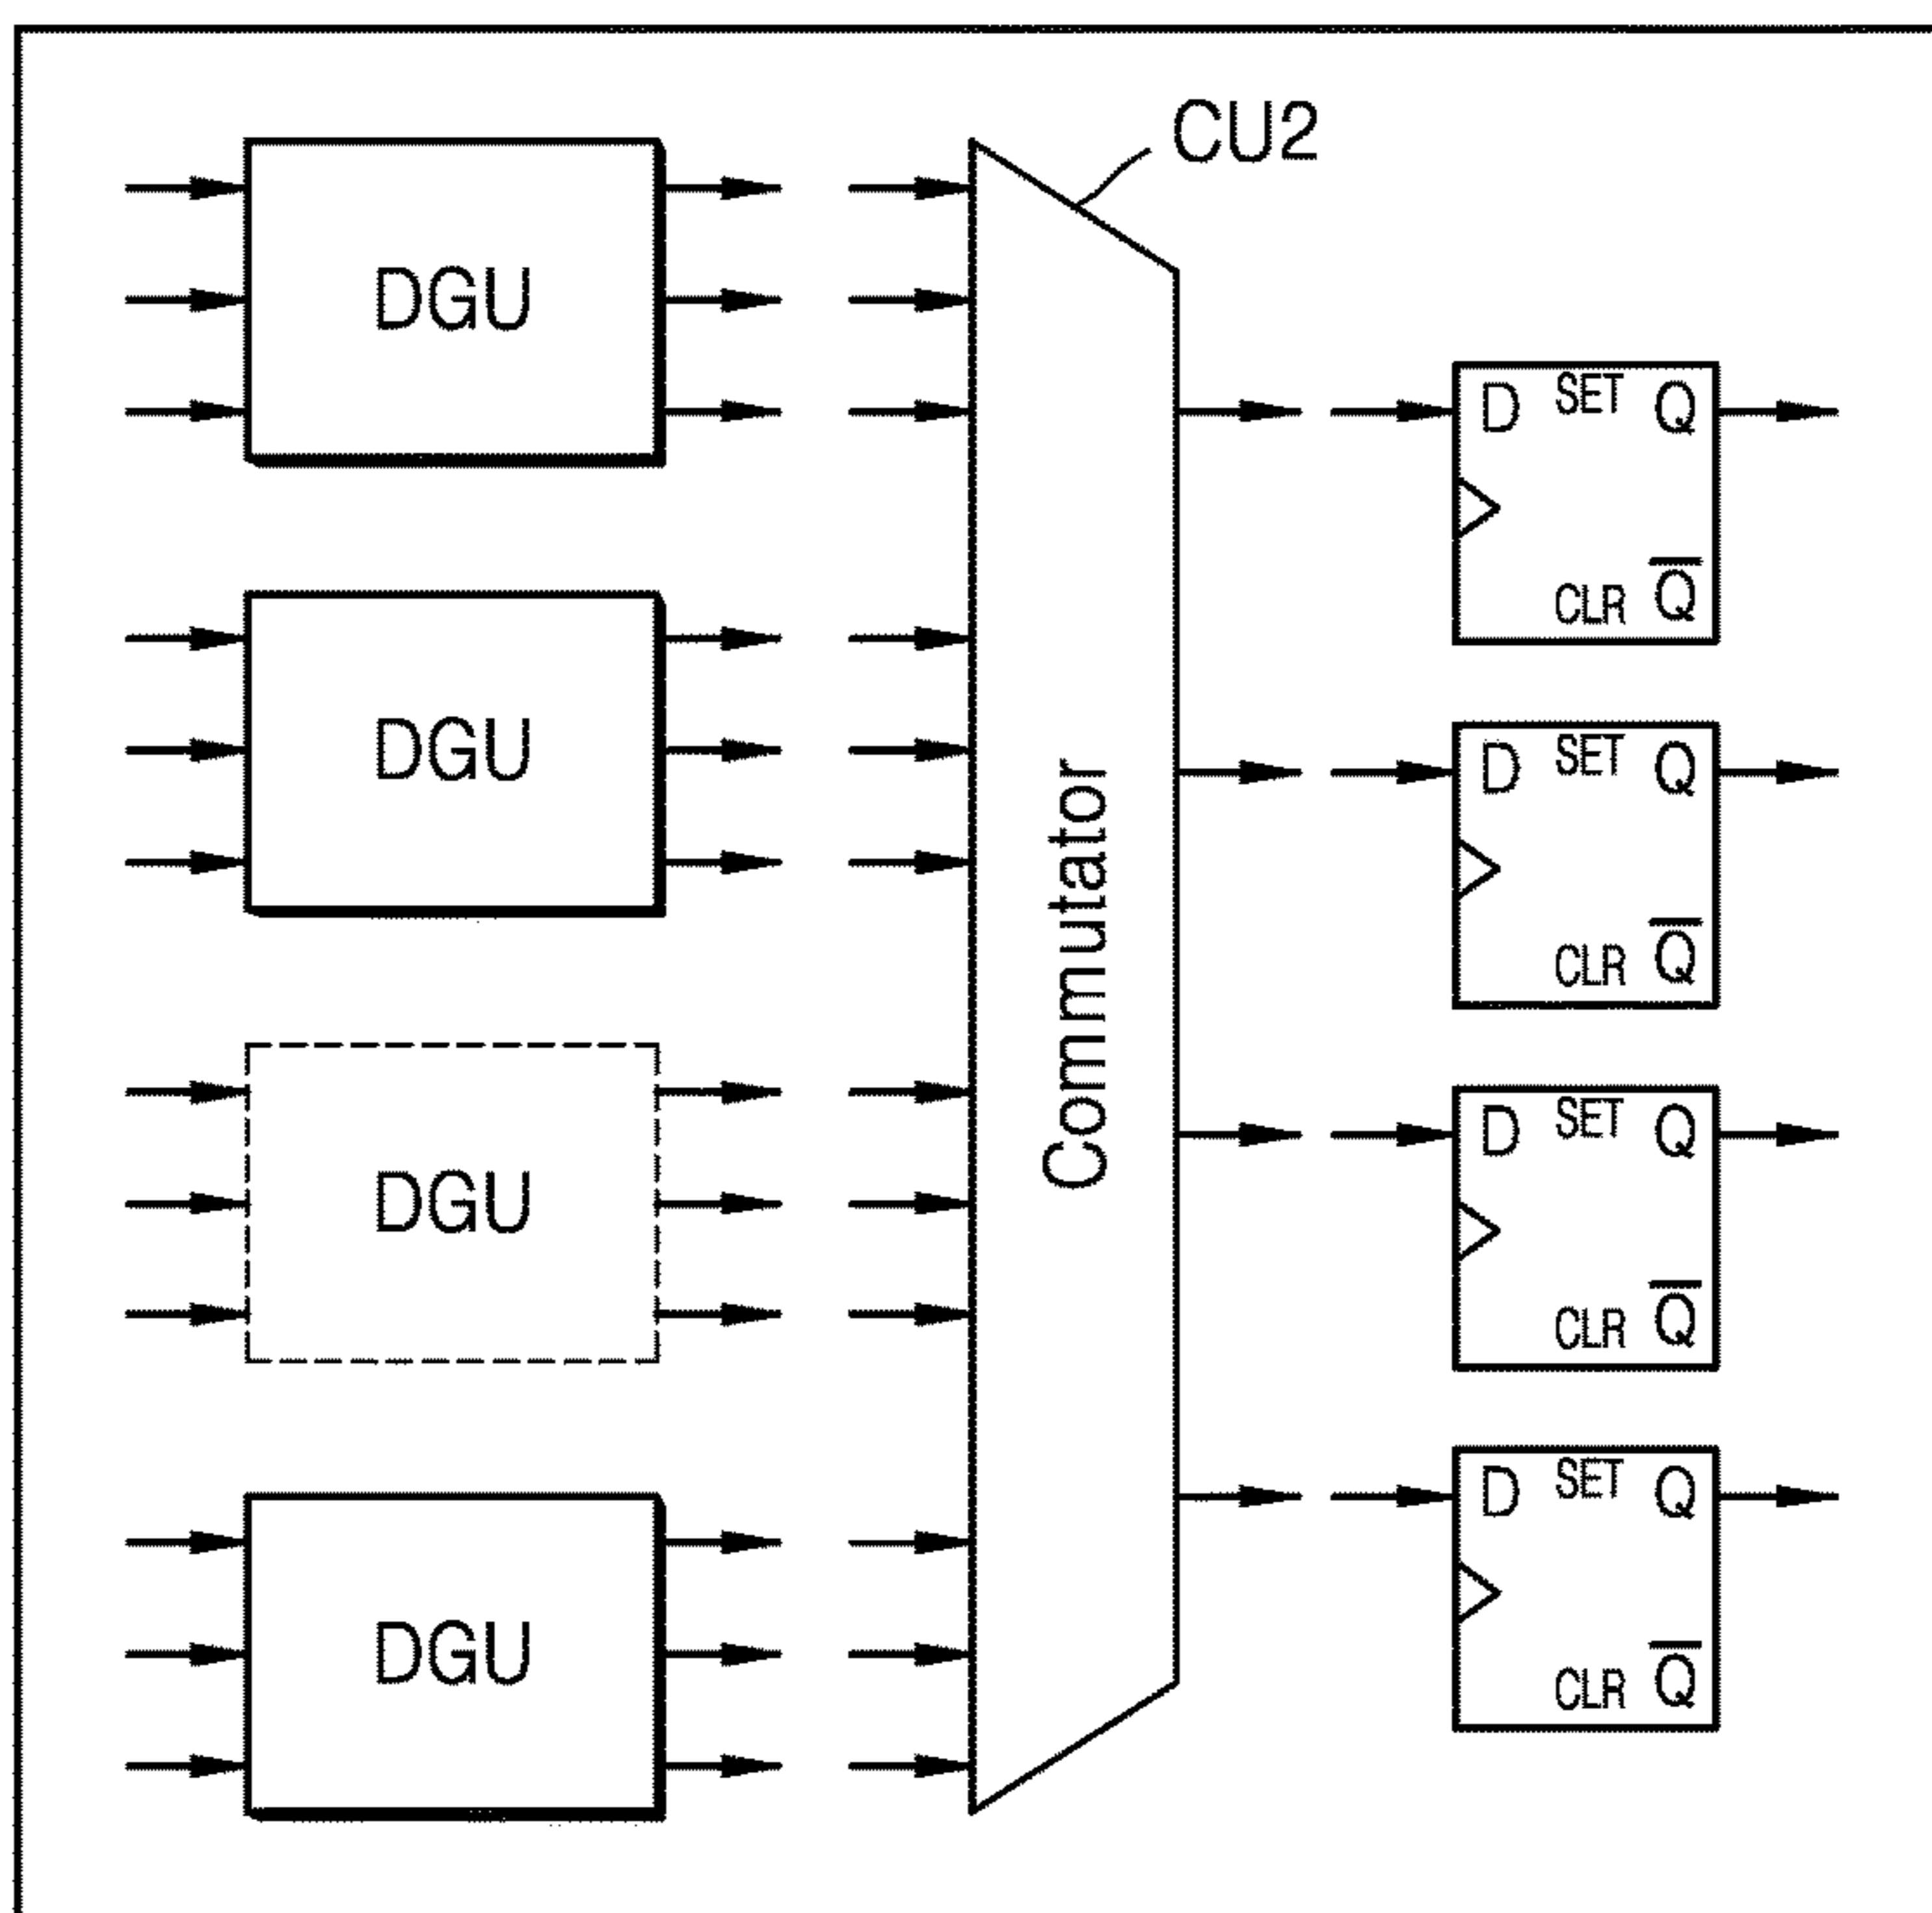 CU2
DGU
DGU
DGU
DGU
Commutator
D SET Q
CLR Q̅
D SET Q
CLR Q̅
D SET Q
CLR Q̅
D SET Q
CLR Q̅